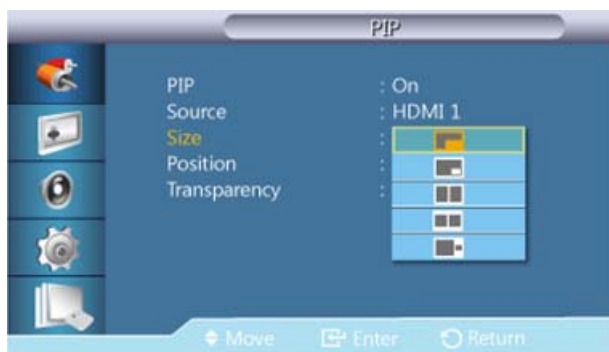 PIP
PIP : On
Source : HDMI 1
Size :
Position :
Transparency :
Move Enter Return